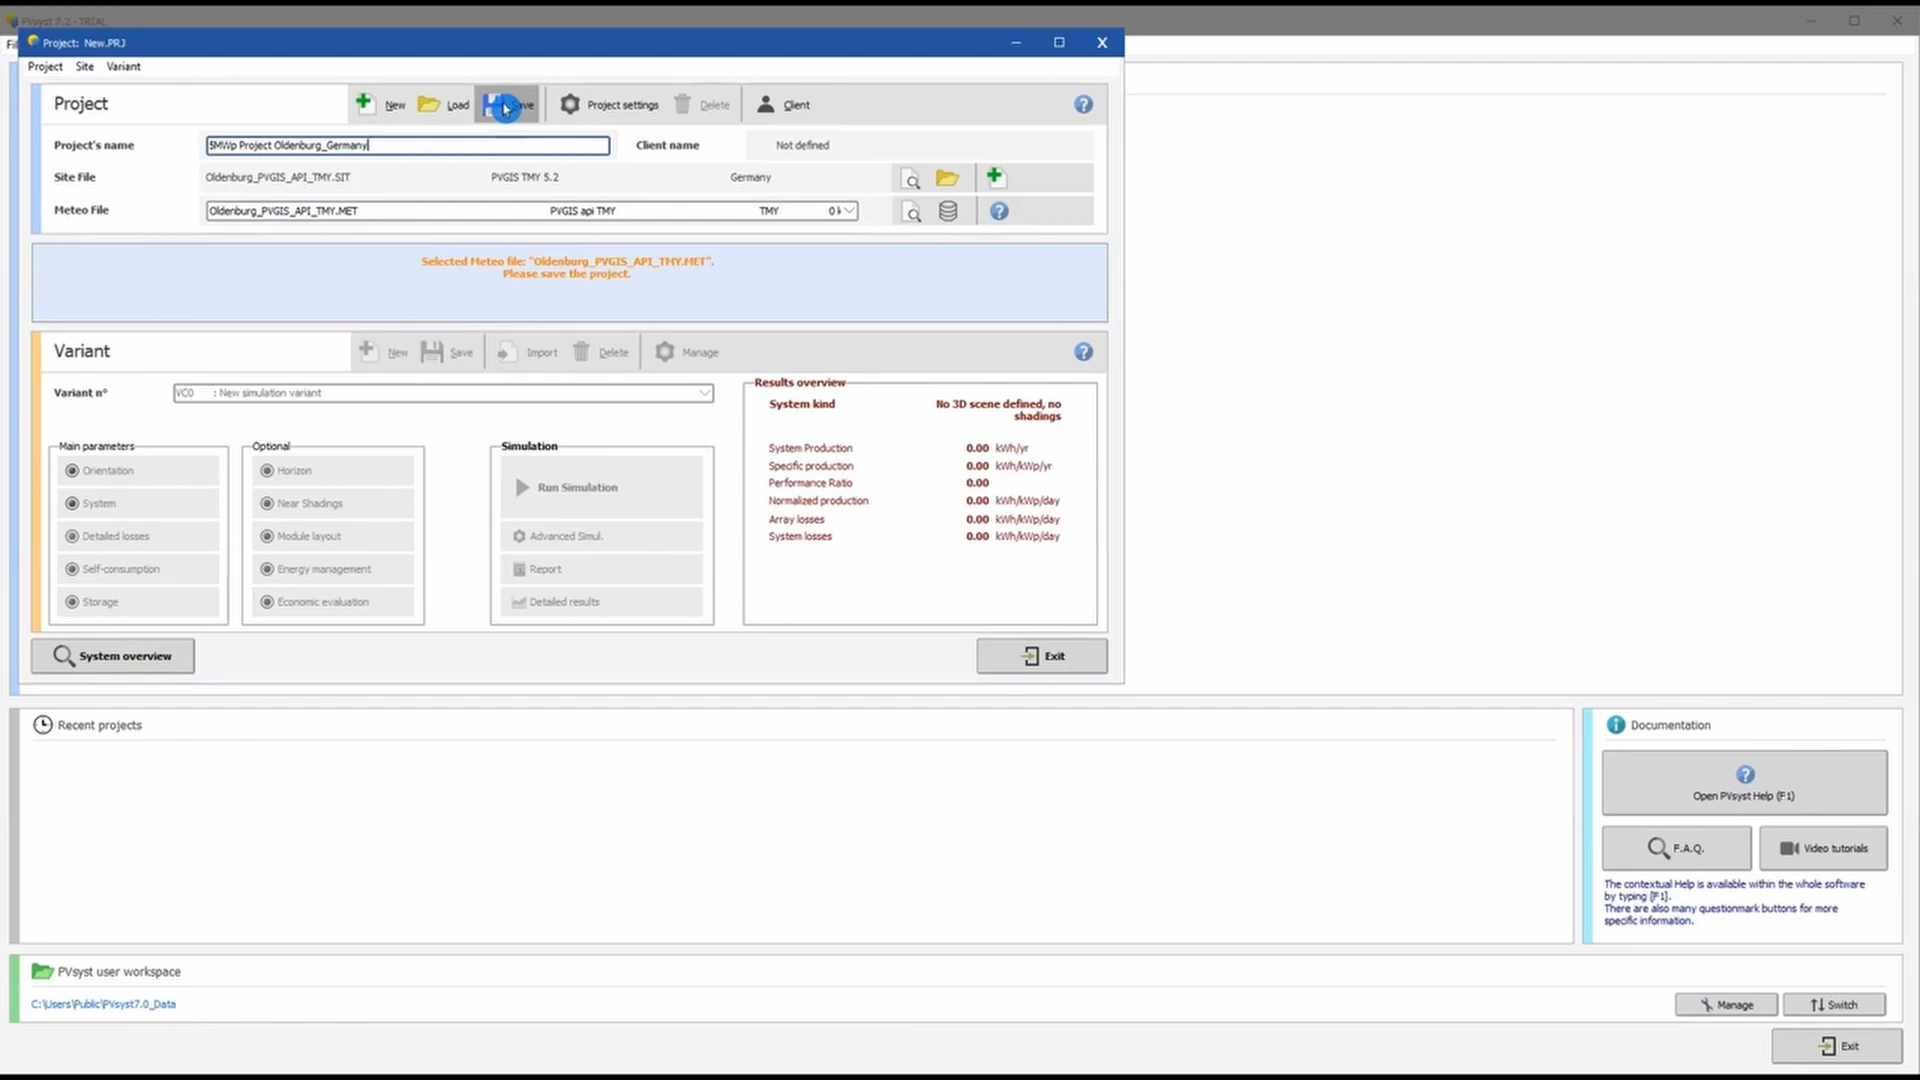 PVsyst 7.2 - TRIAL
Project: New.PRJ
Project Site Variant
Project
New Load Save Project settings Delete Client
Project's name 5MWp Project Oldenburg_Germany Client name Not defined
Site File Oldenburg_PVGIS_API_TMY.SIT PVGIS TMY 5.2 Germany
Meteo File Oldenburg_PVGIS_API_TMY.MET PVGIS api TMY TMY 0 k
Selected Meteo file: "Oldenburg_PVGIS_API_TMY.MET".
Please save the project.
Variant
New Save Import Delete Manage
Variant n° VC0 : New simulation variant
Main parameters
Orientation
System
Detailed losses
Self-consumption
Storage
Optional
Horizon
Near Shadings
Module layout
Energy management
Economic evaluation
Simulation
Run Simulation
Advanced Simul.
Report
Detailed results
Results overview
System kind No 3D scene defined, no
shadings
System Production 0.00 kWh/yr
Specific production 0.00 kWh/kWp/yr
Performance Ratio 0.00
Normalized production 0.00 kWh/kWp/day
Array losses 0.00 kWh/kWp/day
System losses 0.00 kWh/kWp/day
System overview
Exit
Recent projects
Documentation
Open PVsyst Help (F1)
F.A.Q.
Video tutorials
The contextual Help is available within the whole software
by typing [F1].
There are also many questionmark buttons for more
specific information.
PVsyst user workspace
C:\Users\Public\PVsyst7.0_Data
Manage
Switch
Exit